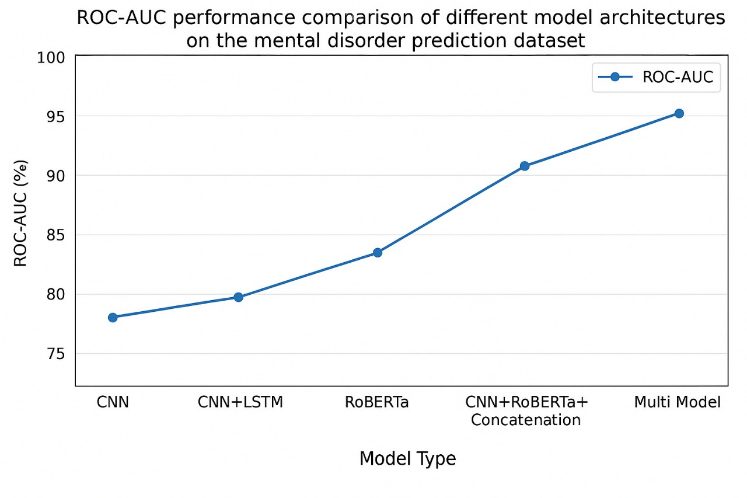 ROC-AUC performance comparison of different model architectures
on the mental disorder prediction dataset
ROC-AUC
ROC-AUC (%)
100
95
90
85
80
75
CNN
CNN+LSTM
RoBERTa
CNN+RoBERTa+
Concatenation
Multi Model
Model Type